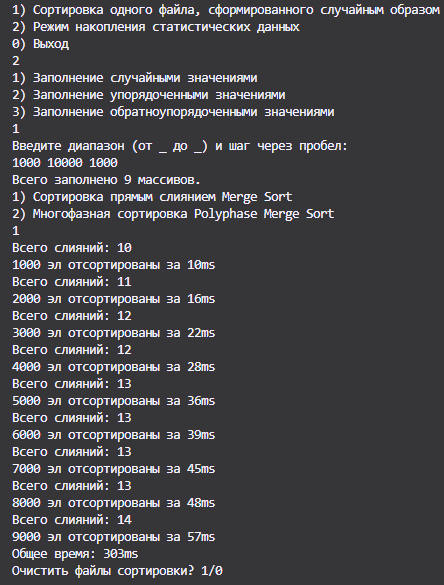 1) Сортировка одного файла, сформированного случайным образом
2) Режим накопления статистических данных
0) Выход
2
1) Заполнение случайными значениями
2) Заполнение упорядоченными значениями
3) Заполнение обратноупорядоченными значениями
1
Введите диапазон (от _ до _) и шаг через пробел:
1000 10000 1000
Всего заполнено 9 массивов.
1) Сортировка прямым слиянием Merge Sort
2) Многофазная сортировка Polyphase Merge Sort
1
Всего слияний: 10
1000 эл отсортированы за 10ms
Всего слияний: 11
2000 эл отсортированы за 16ms
Всего слияний: 12
3000 эл отсортированы за 22ms
Всего слияний: 12
4000 эл отсортированы за 28ms
Всего слияний: 13
5000 эл отсортированы за 36ms
Всего слияний: 13
6000 эл отсортированы за 39ms
Всего слияний: 13
7000 эл отсортированы за 45ms
Всего слияний: 13
8000 эл отсортированы за 48ms
Всего слияний: 14
9000 эл отсортированы за 57ms
Общее время: 303ms
Очистить файлы сортировки? 1/0